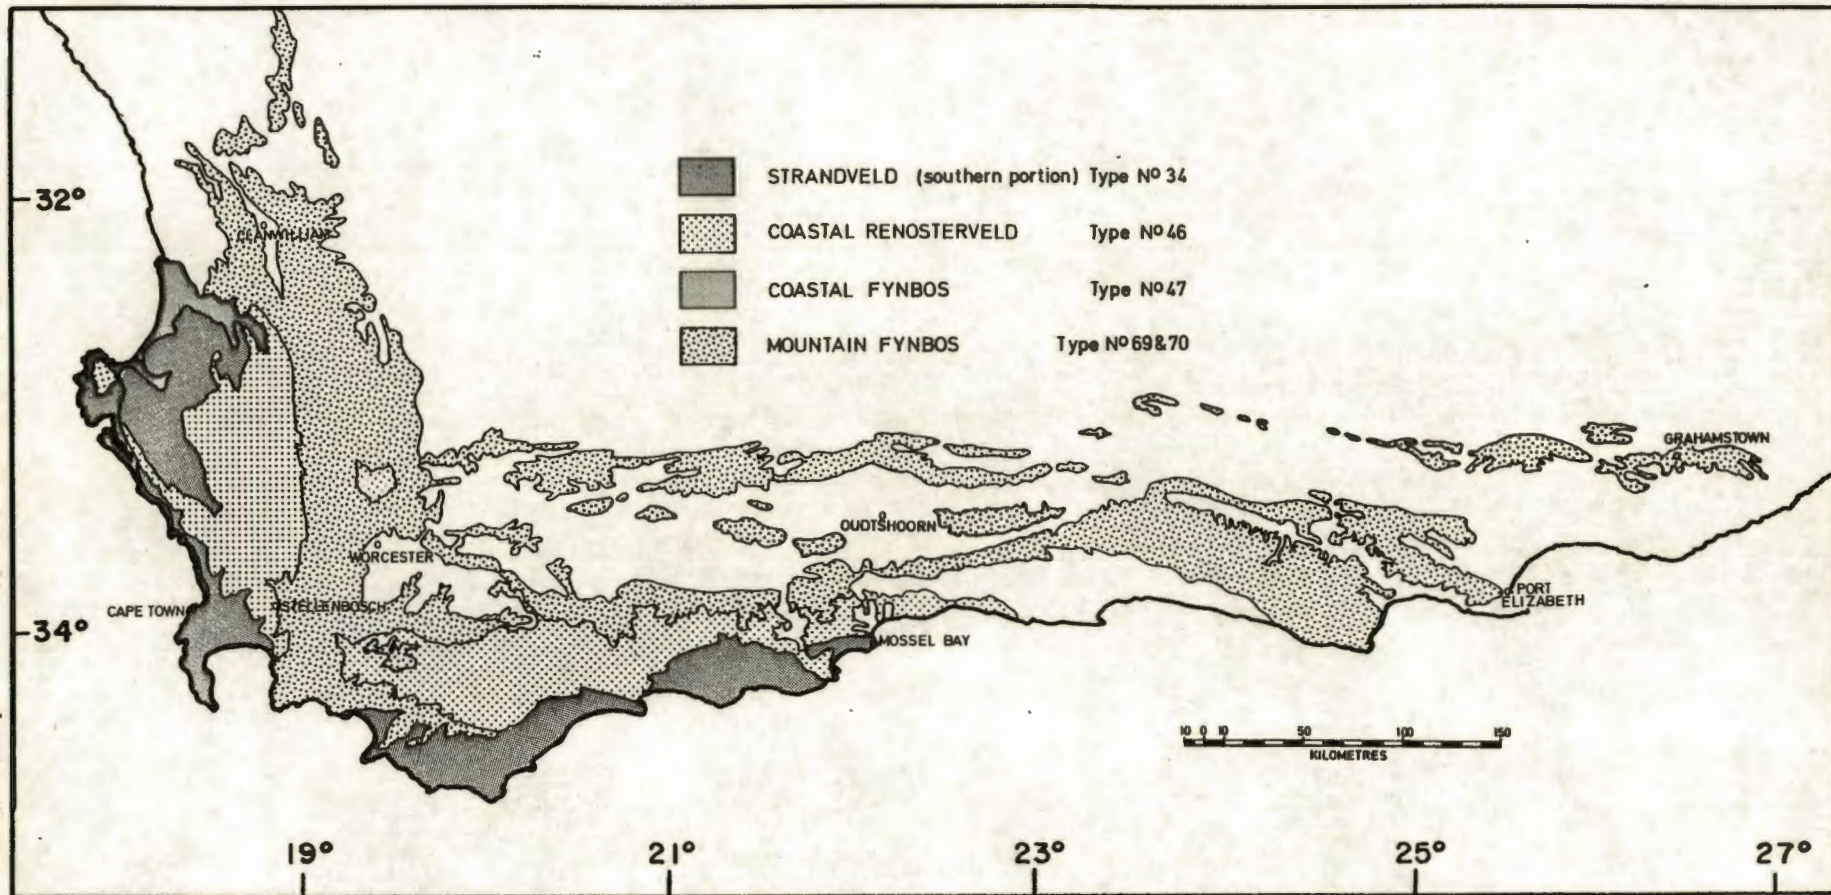 32°
34°
STRANDVELD (southern portion) Type Nº 34
COASTAL RENOSTERVELD Type Nº 46
COASTAL FYNBOS Type Nº 47
MOUNTAIN FYNBOS Type Nº 69&70
CLANWILLIAM
GRAHAMSTOWN
OUDTSHOORN
WORCESTER
CAPE TOWN
STELLENBOSCH
PORT
ELIZABETH
MOSSEL BAY
10 0 10 50 100 150
KILOMETRES
19° 21° 23° 25° 27°